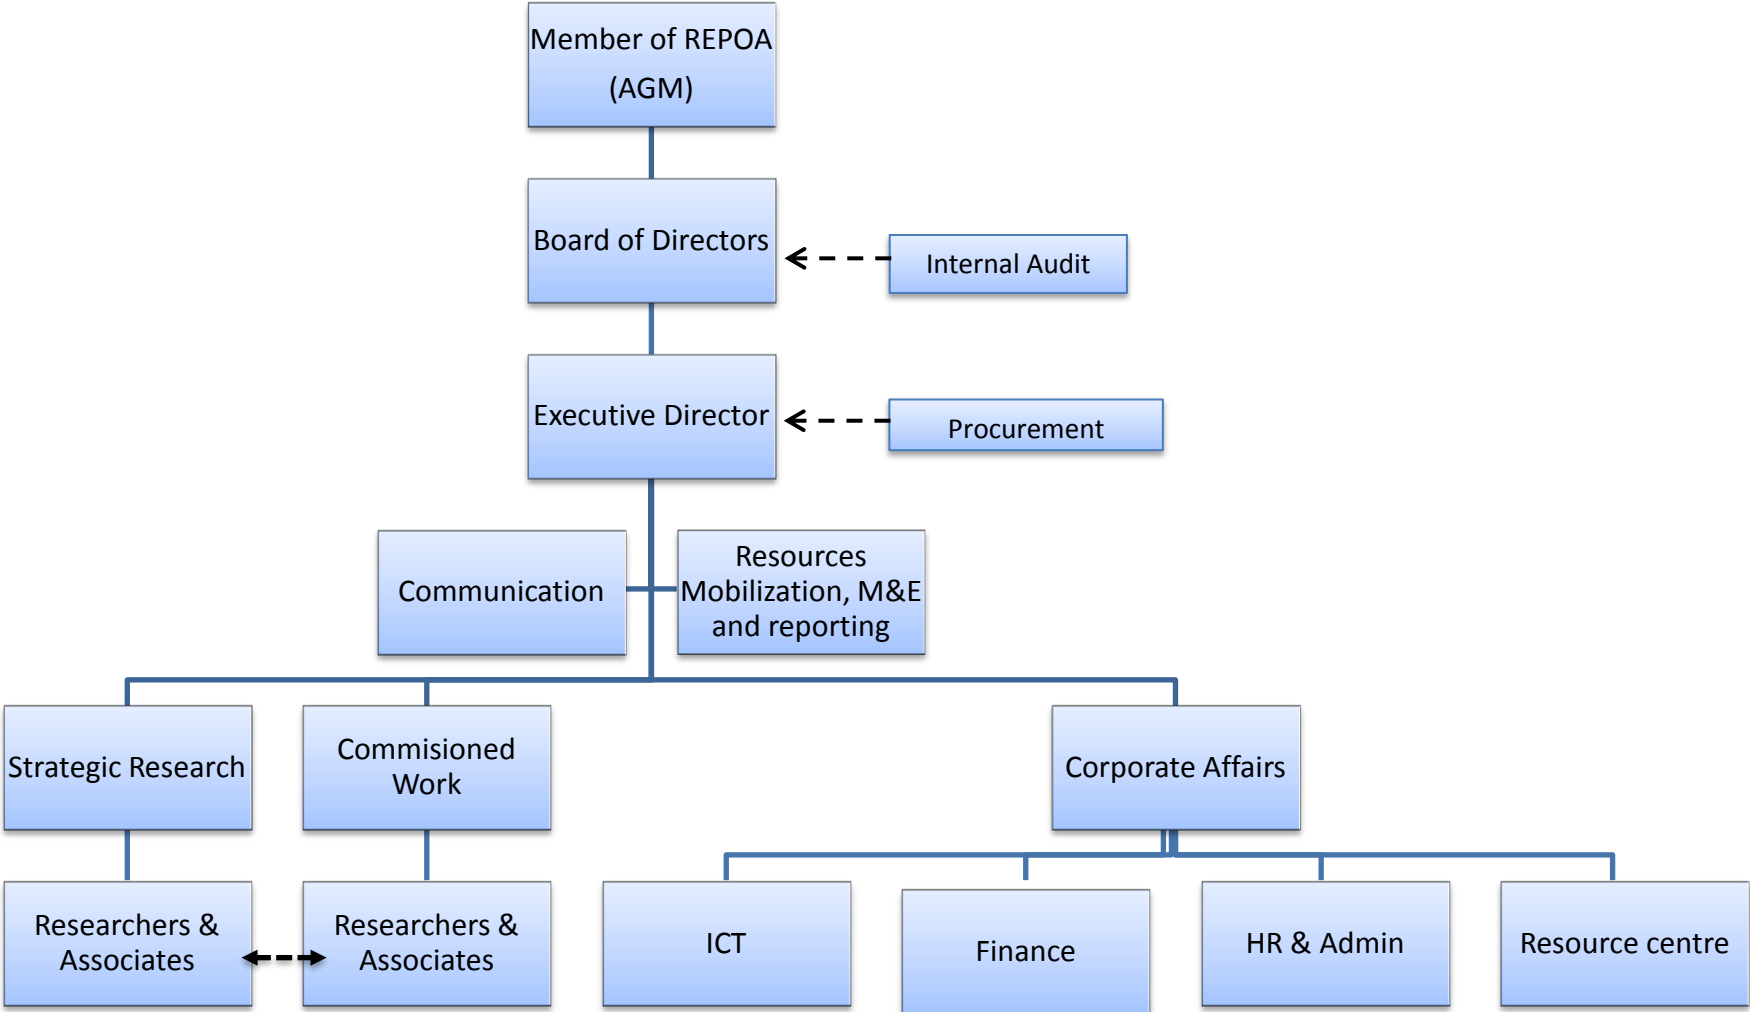 Member of REPOA
(AGM)
Board of Directors
Internal Audit
Executive Director
Procurement
Communication
Resources
Mobilization, M&E
and reporting
Strategic Research
Commisioned
Work
Corporate Affairs
Researchers &
Associates
Researchers &
Associates
ICT
Finance
HR & Admin
Resource centre